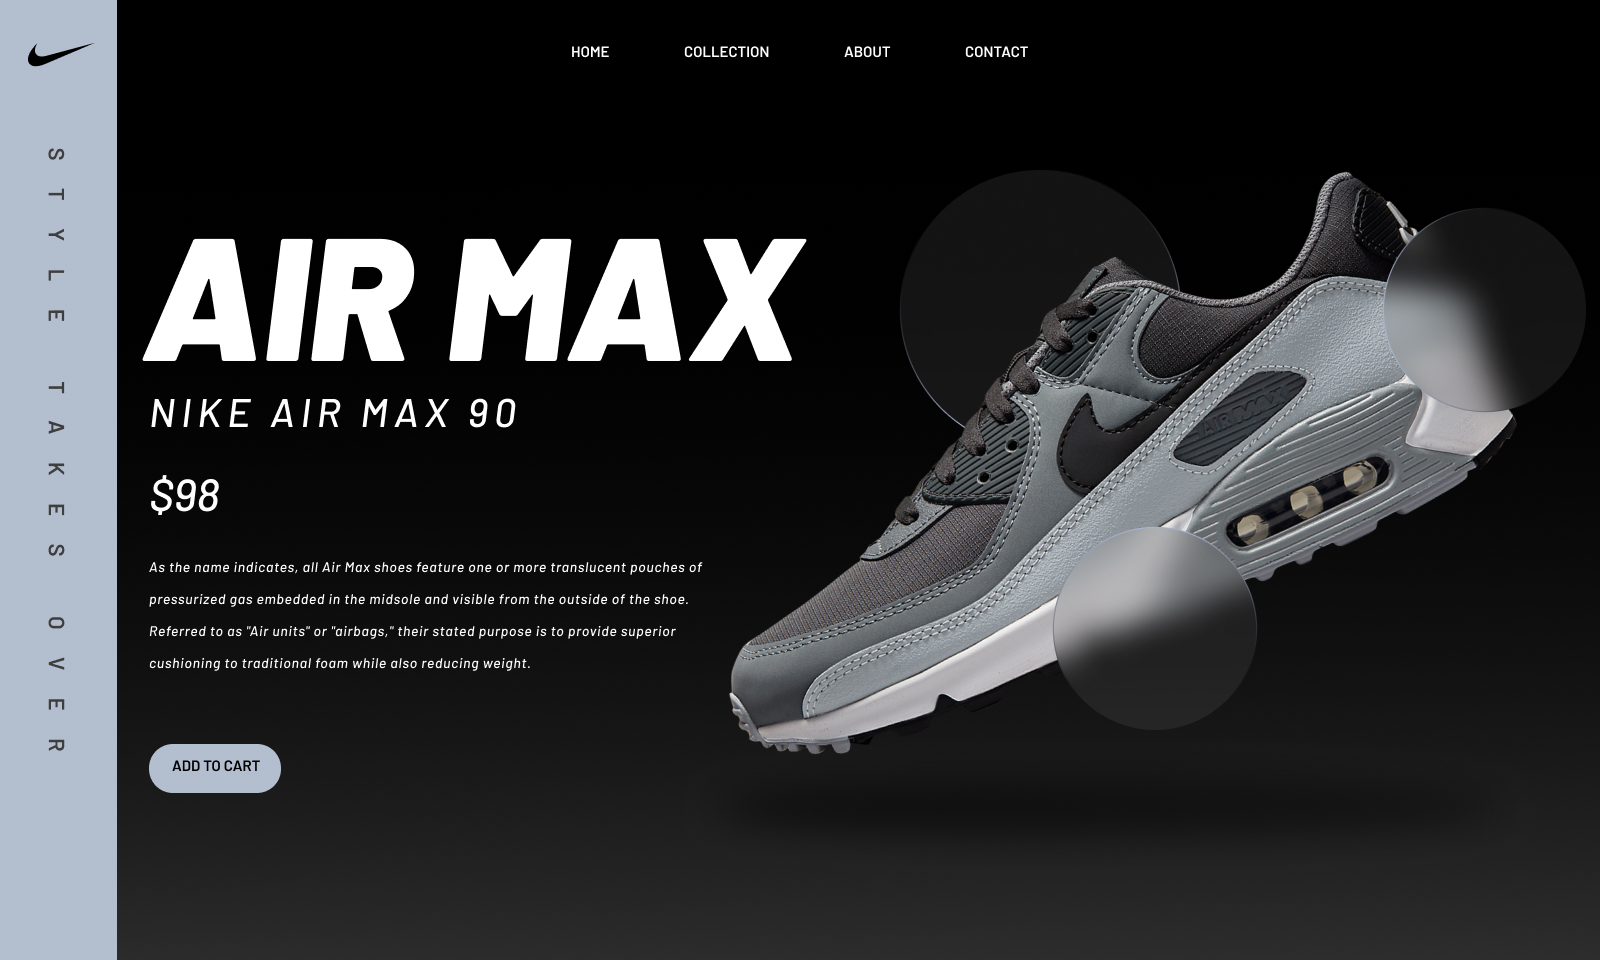 HOME COLLECTION ABOUT CONTACT
STYLE TAKES OVER
AIR MAX
NIKE AIR MAX 90
$98
As the name indicates, all Air Max shoes feature one or more translucent pouches of
pressurized gas embedded in the midsole and visible from the outside of the shoe.
Referred to as "Air units" or "airbags," their stated purpose is to provide superior
cushioning to traditional foam while also reducing weight.
ADD TO CART
AIR MAX